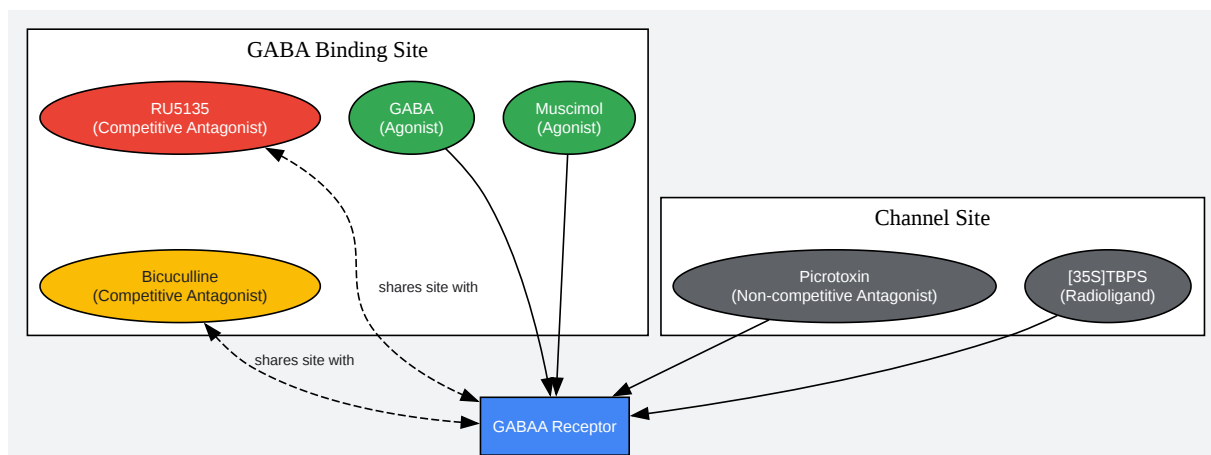 GABA Binding Site
RU5135
(Competitive Antagonist)
GABA
(Agonist)
Muscimol
(Agonist)
Channel Site
Bicuculline
(Competitive Antagonist)
shares site with
Picrotoxin
(Non-competitive Antagonist)
[35S]TBPS
(Radioligand)
shares site with
GABAA Receptor